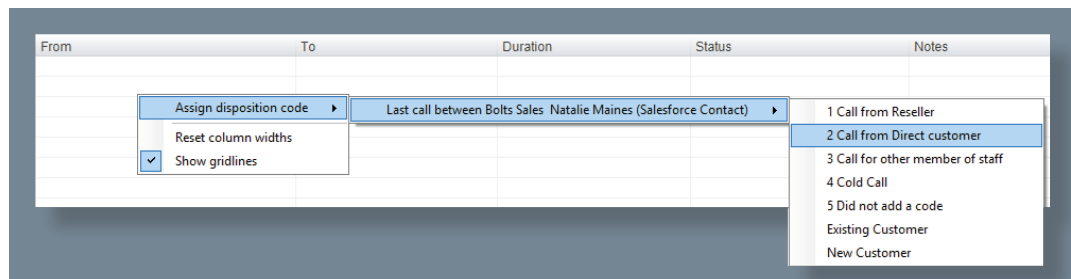 From To Duration Status Notes
Assign disposition code
Last call between Bolts Sales  Natalie Maines (Salesforce Contact)
Reset column widths
Show gridlines
1 Call from Reseller
2 Call from Direct customer
3 Call for other member of staff
4 Cold Call
5 Did not add a code
Existing Customer
New Customer